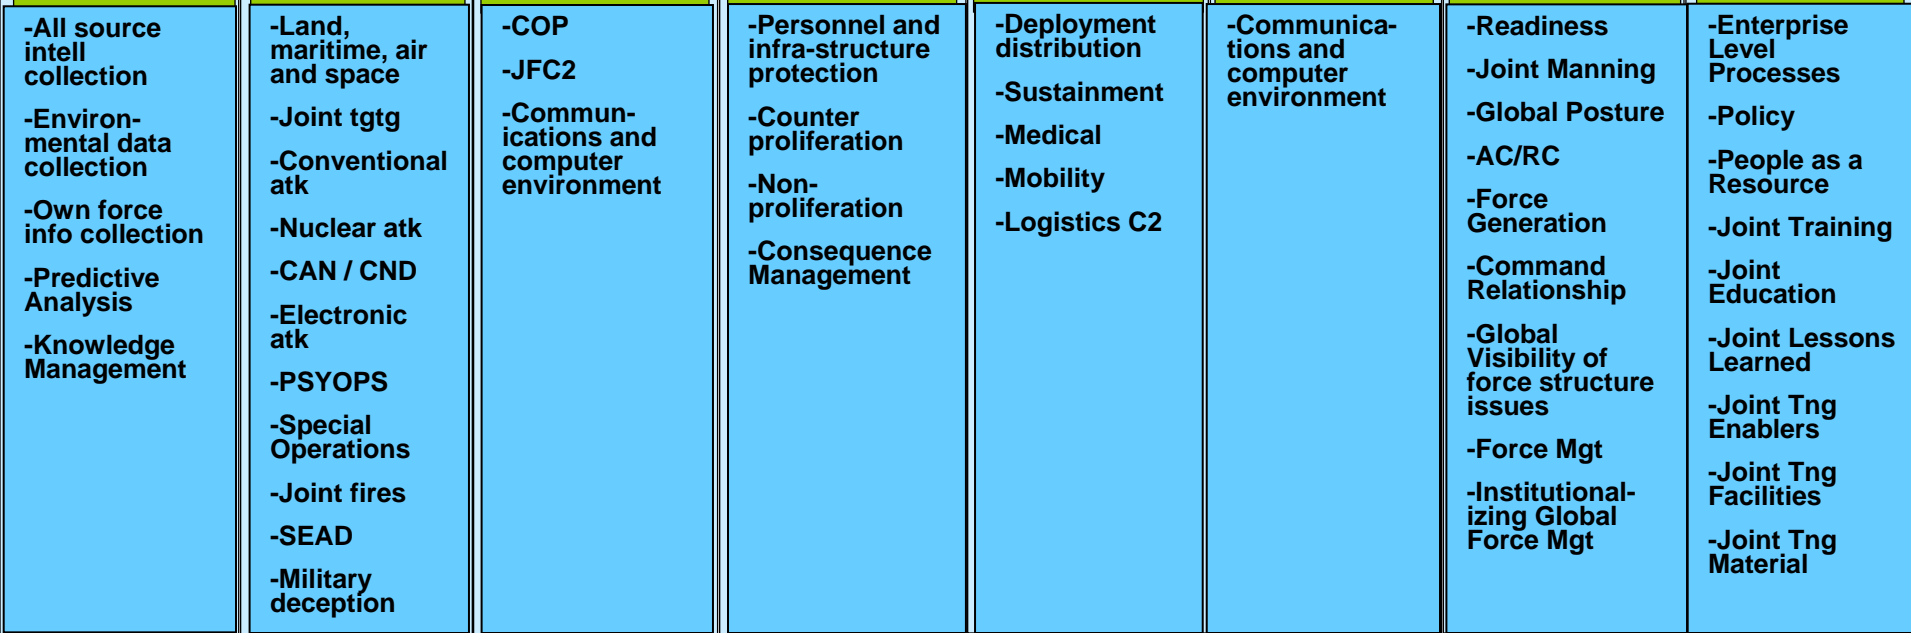 -All source
intell
collection
-Environ-
mental data
collection
-Own force
info collection
-Predictive
Analysis
-Knowledge
Management
-Land,
maritime, air
and space
-Joint tgtg
-Conventional
atk
-Nuclear atk
-CAN / CND
-Electronic
atk
-PSYOPS
-Special
Operations
-Joint fires
-SEAD
-Military
deception
-COP
-JFC2
-Commun-
ications and
computer
environment
-Personnel and
infra-structure
protection
-Counter
proliferation
-Non-
proliferation
-Consequence
Management
-Deployment
distribution
-Sustainment
-Medical
-Mobility
-Logistics C2
-Communica-
tions and
computer
environment
-Readiness
-Joint Manning
-Global Posture
-AC/RC
-Force
Generation
-Command
Relationship
-Global
Visibility of
force structure
issues
-Force Mgt
-Institutional-
izing Global
Force Mgt
-Enterprise
Level
Processes
-Policy
-People as a
Resource
-Joint Training
-Joint
Education
-Joint Lessons
Learned
-Joint Tng
Enablers
-Joint Tng
Facilities
-Joint Tng
Material